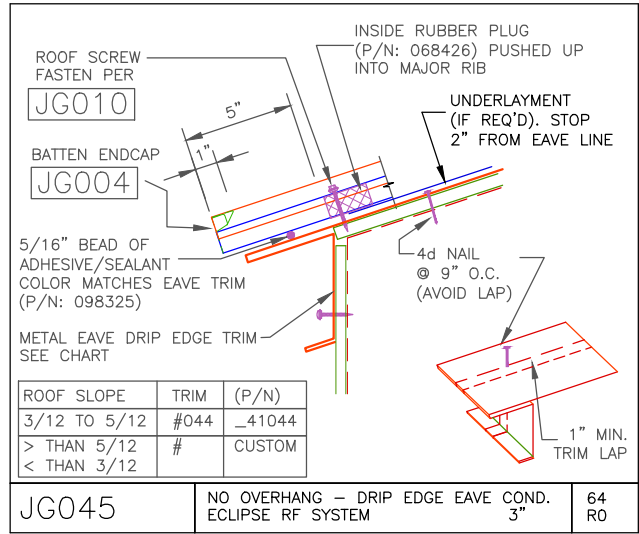 INSIDE RUBBER PLUG
(P/N: 068426) PUSHED UP
INTO MAJOR RIB
ROOF SCREW
FASTEN PER
JG010
UNDERLAYMENT
(IF REQ'D). STOP
2" FROM EAVE LINE
5"
1"
BATTEN ENDCAP
JG004
5/16" BEAD OF
ADHESIVE/SEALANT
COLOR MATCHES EAVE TRIM
(P/N: 098325)
4d NAIL
@ 9" O.C.
(AVOID LAP)
METAL EAVE DRIP EDGE TRIM
SEE CHART
ROOF SLOPE TRIM (P/N)
3/12 TO 5/12 #044 _41044
> THAN 5/12 # CUSTOM
< THAN 3/12
1" MIN.
TRIM LAP
JG045
NO OVERHANG – DRIP EDGE EAVE COND.
ECLIPSE RF SYSTEM 3"
64
R0